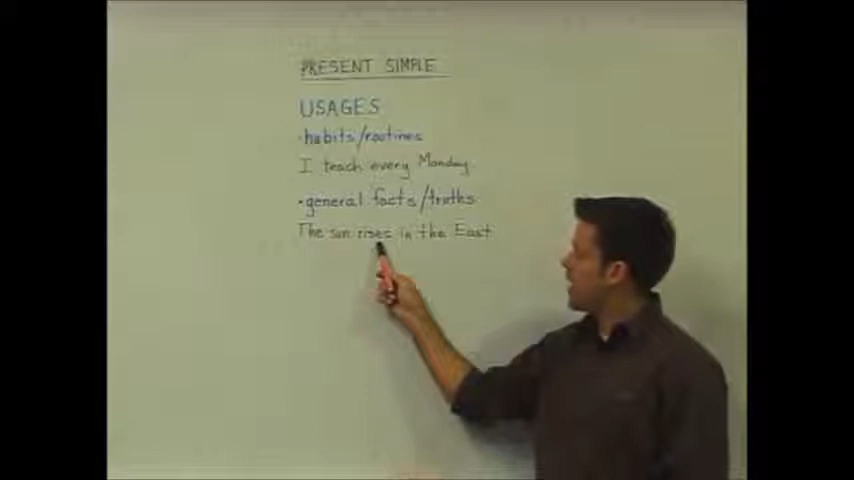 PRESENT SIMPLE
USAGES
• habits/routines
I teach every Monday
• general facts/truths
The sun rises in the East